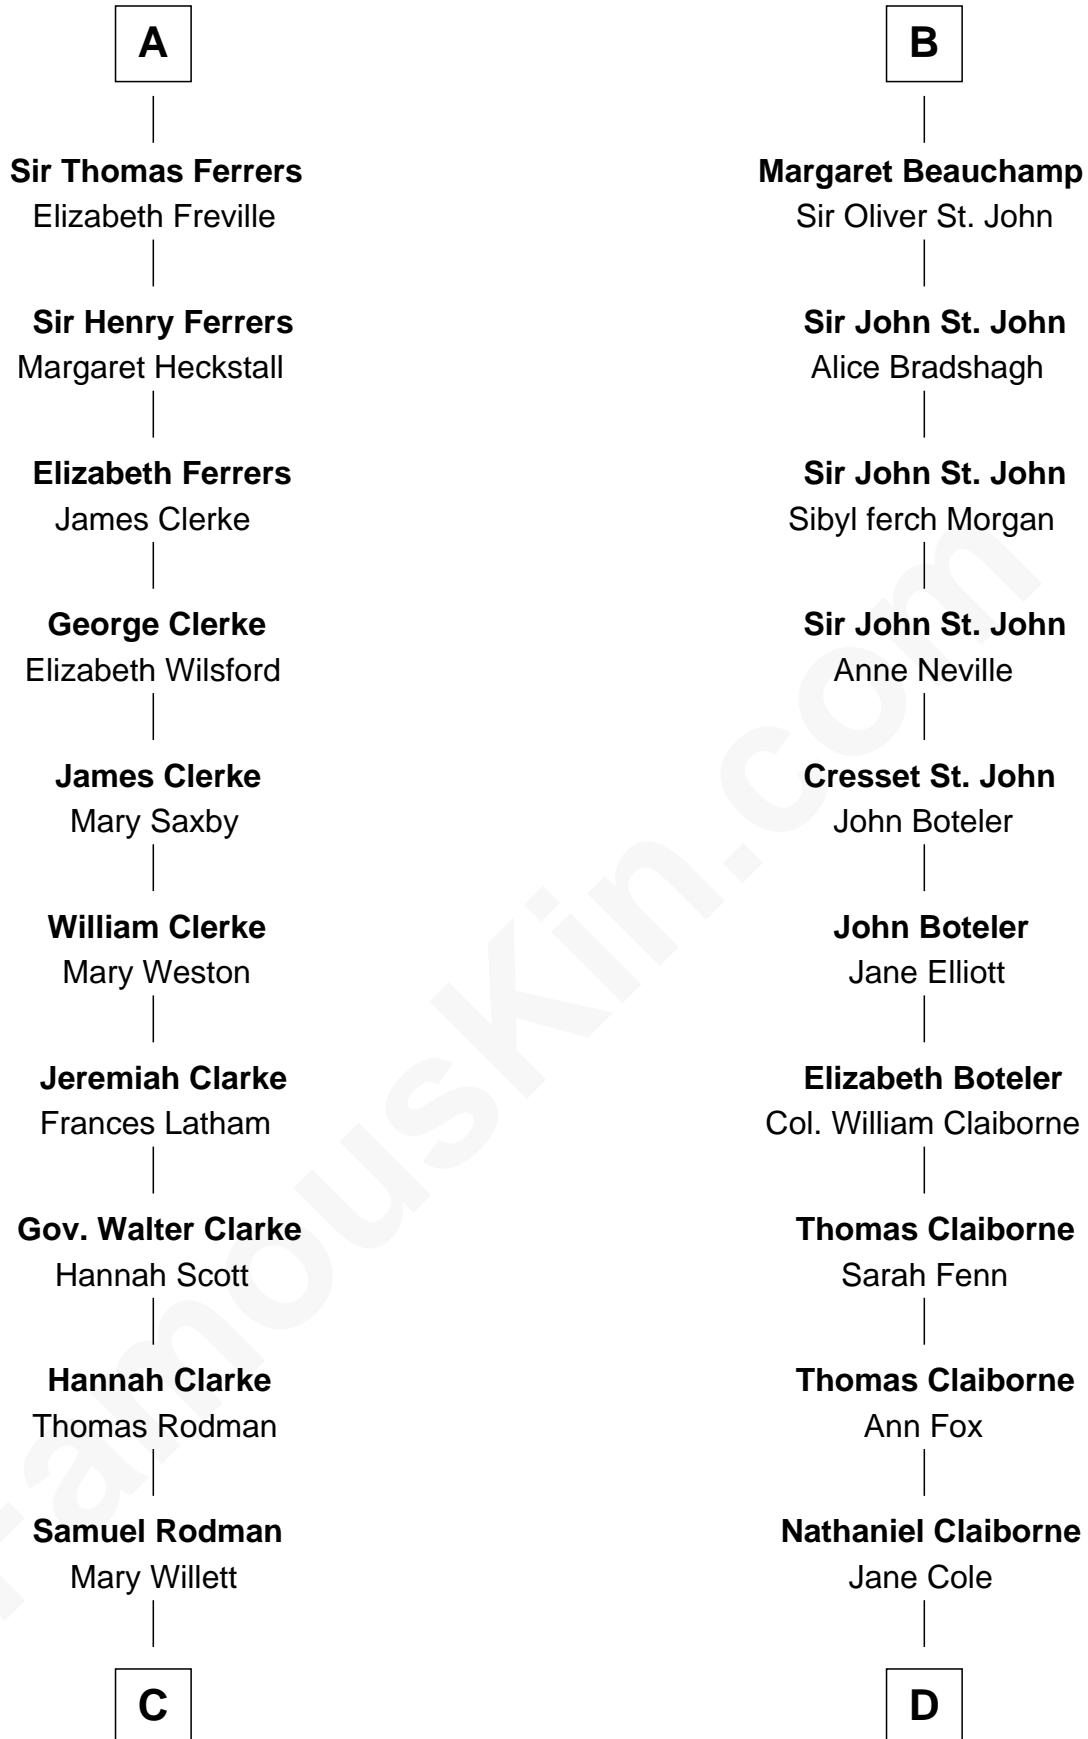 A
Sir Thomas Ferrers
Elizabeth Freville
Sir Henry Ferrers
Margaret Heckstall
Elizabeth Ferrers
James Clerke
George Clerke
Elizabeth Wilsford
James Clerke
Mary Saxby
William Clerke
Mary Weston
Jeremiah Clarke
Frances Latham
Gov. Walter Clarke
Hannah Scott
Hannah Clarke
Thomas Rodman
Samuel Rodman
Mary Willett
C
B
Margaret Beauchamp
Sir Oliver St. John
Sir John St. John
Alice Bradshagh
Sir John St. John
Sibyl ferch Morgan
Sir John St. John
Anne Neville
Cresset St. John
John Boteler
John Boteler
Jane Elliott
Elizabeth Boteler
Col. William Claiborne
Thomas Claiborne
Sarah Fenn
Thomas Claiborne
Ann Fox
Nathaniel Claiborne
Jane Cole
D
FamousKin.com